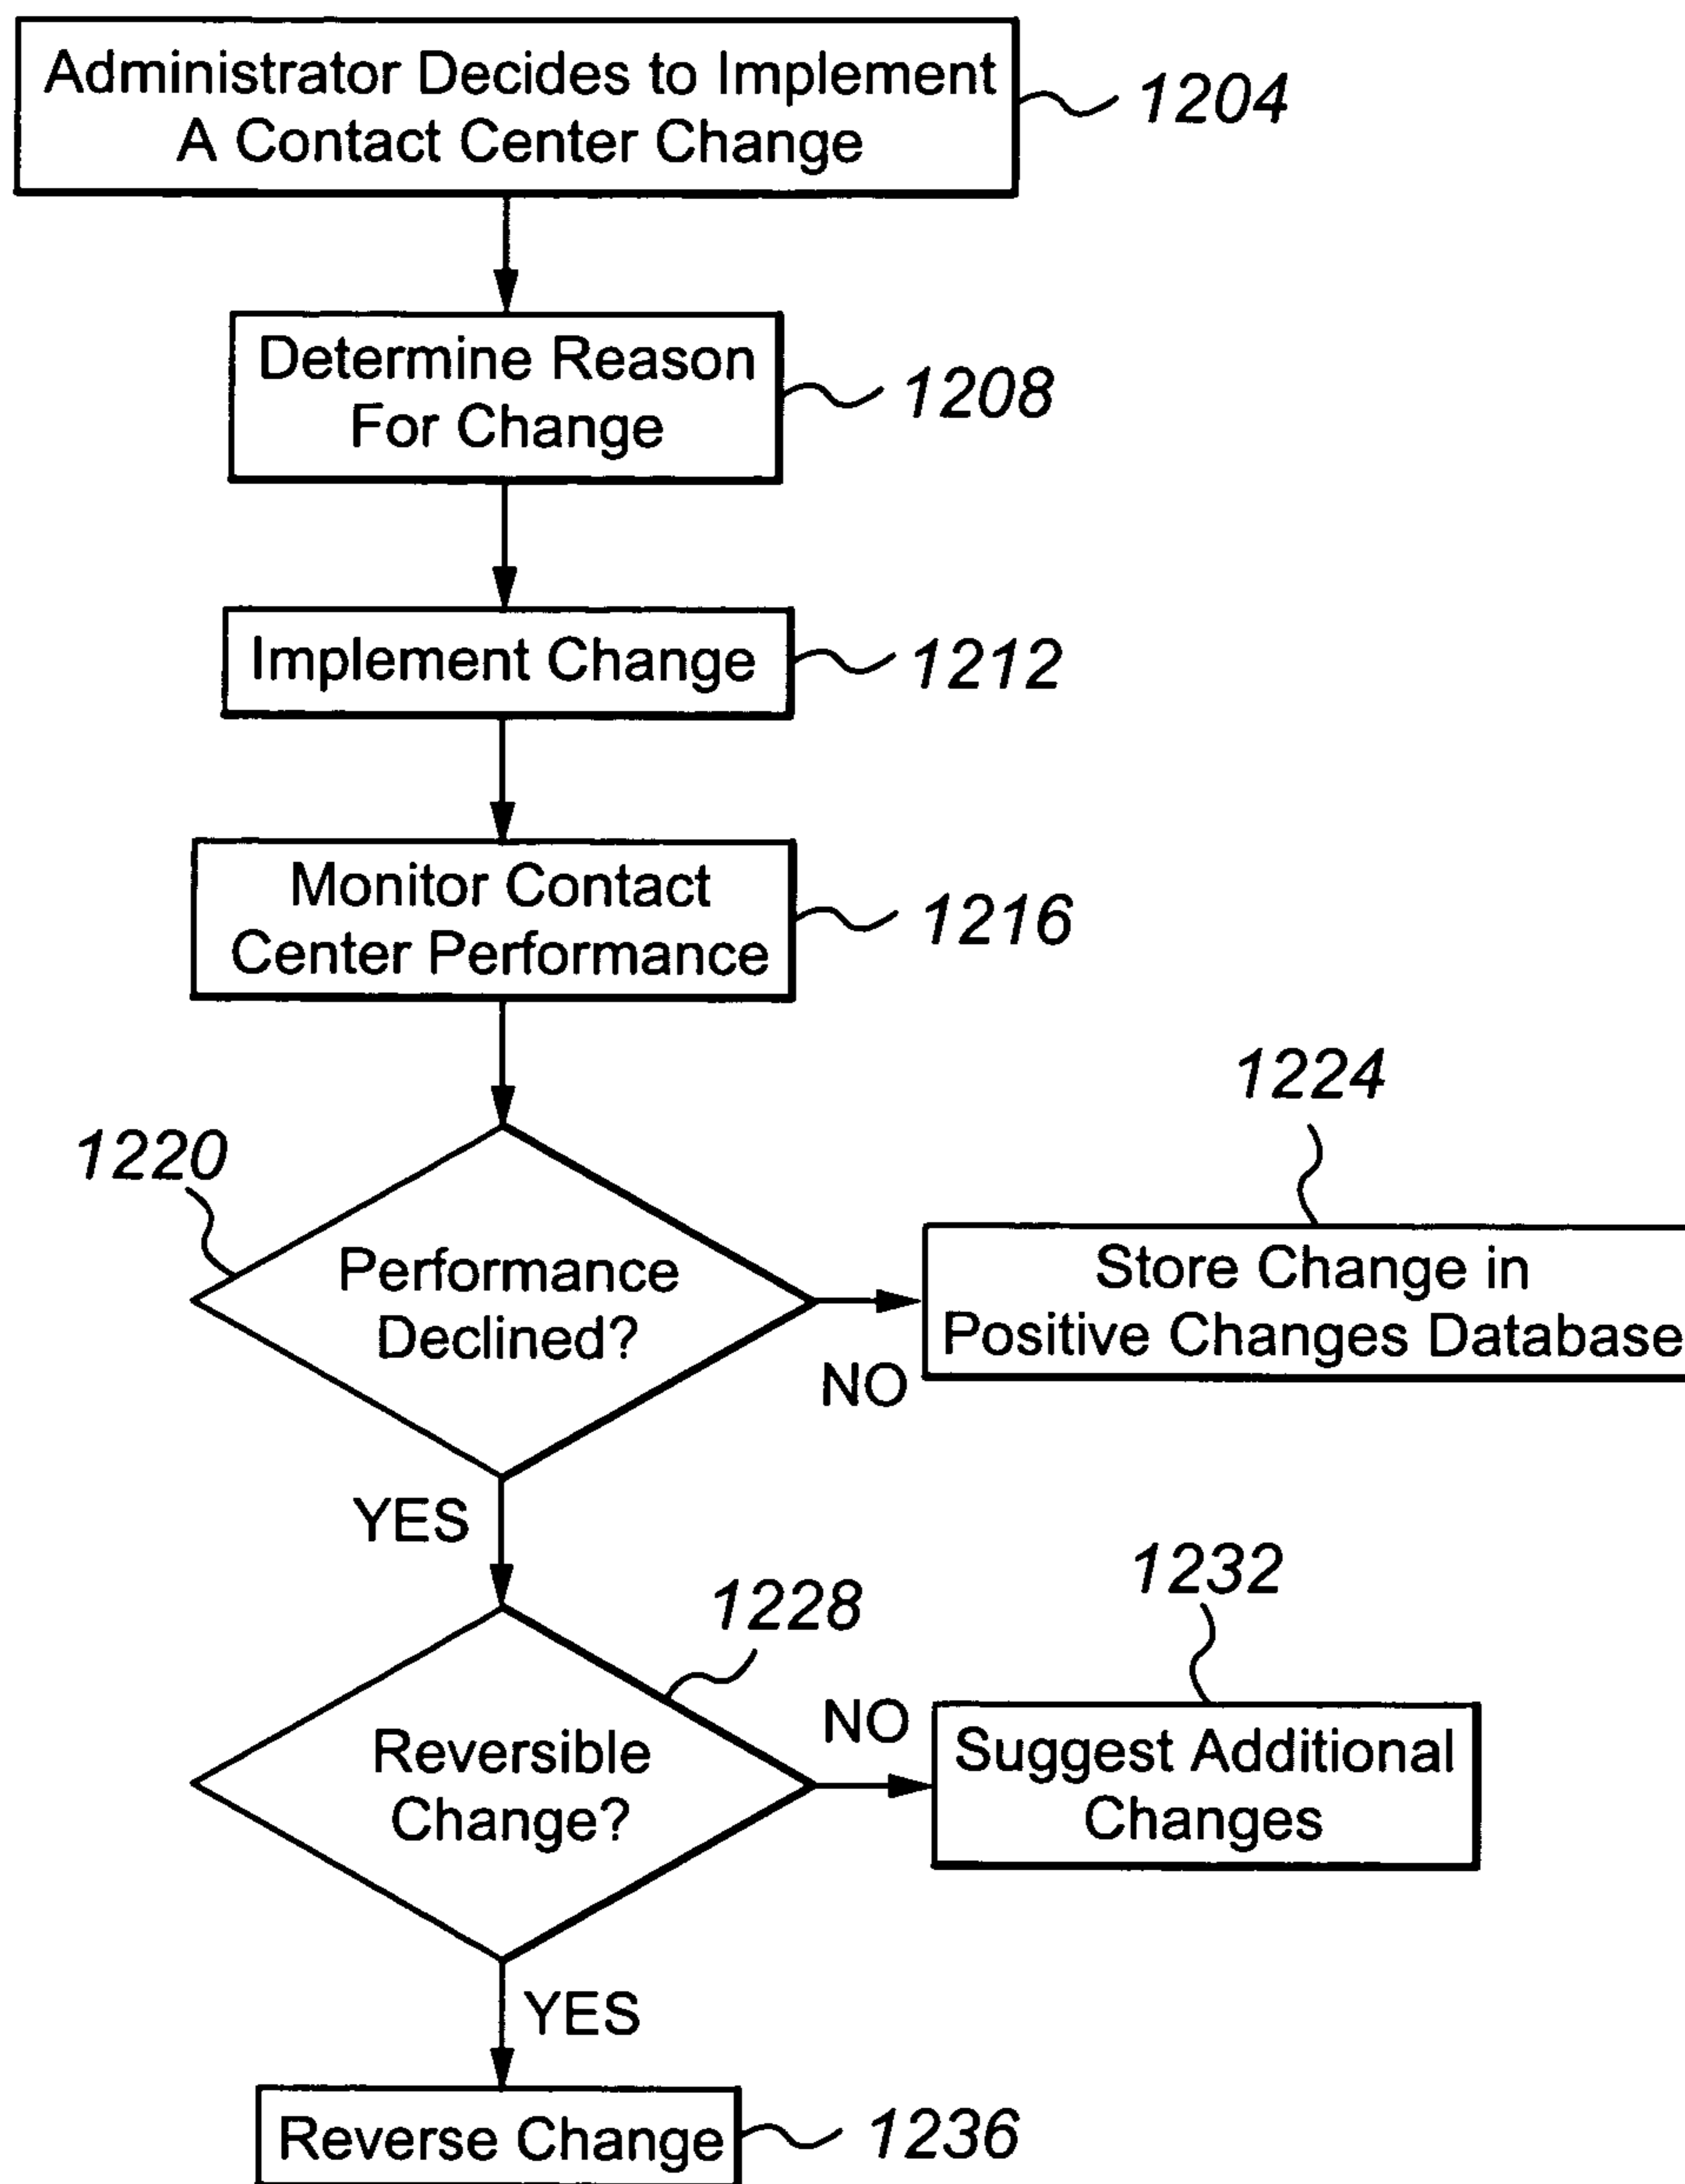 Administrator Decides to Implement
A Contact Center Change
1204
Determine Reason
For Change
1208
Implement Change
1212
Monitor Contact
Center Performance
1216
1220
Performance
Declined?
NO
1224
Store Change in
Positive Changes Database
YES
1228
Reversible
Change?
NO
1232
Suggest Additional
Changes
YES
Reverse Change
1236